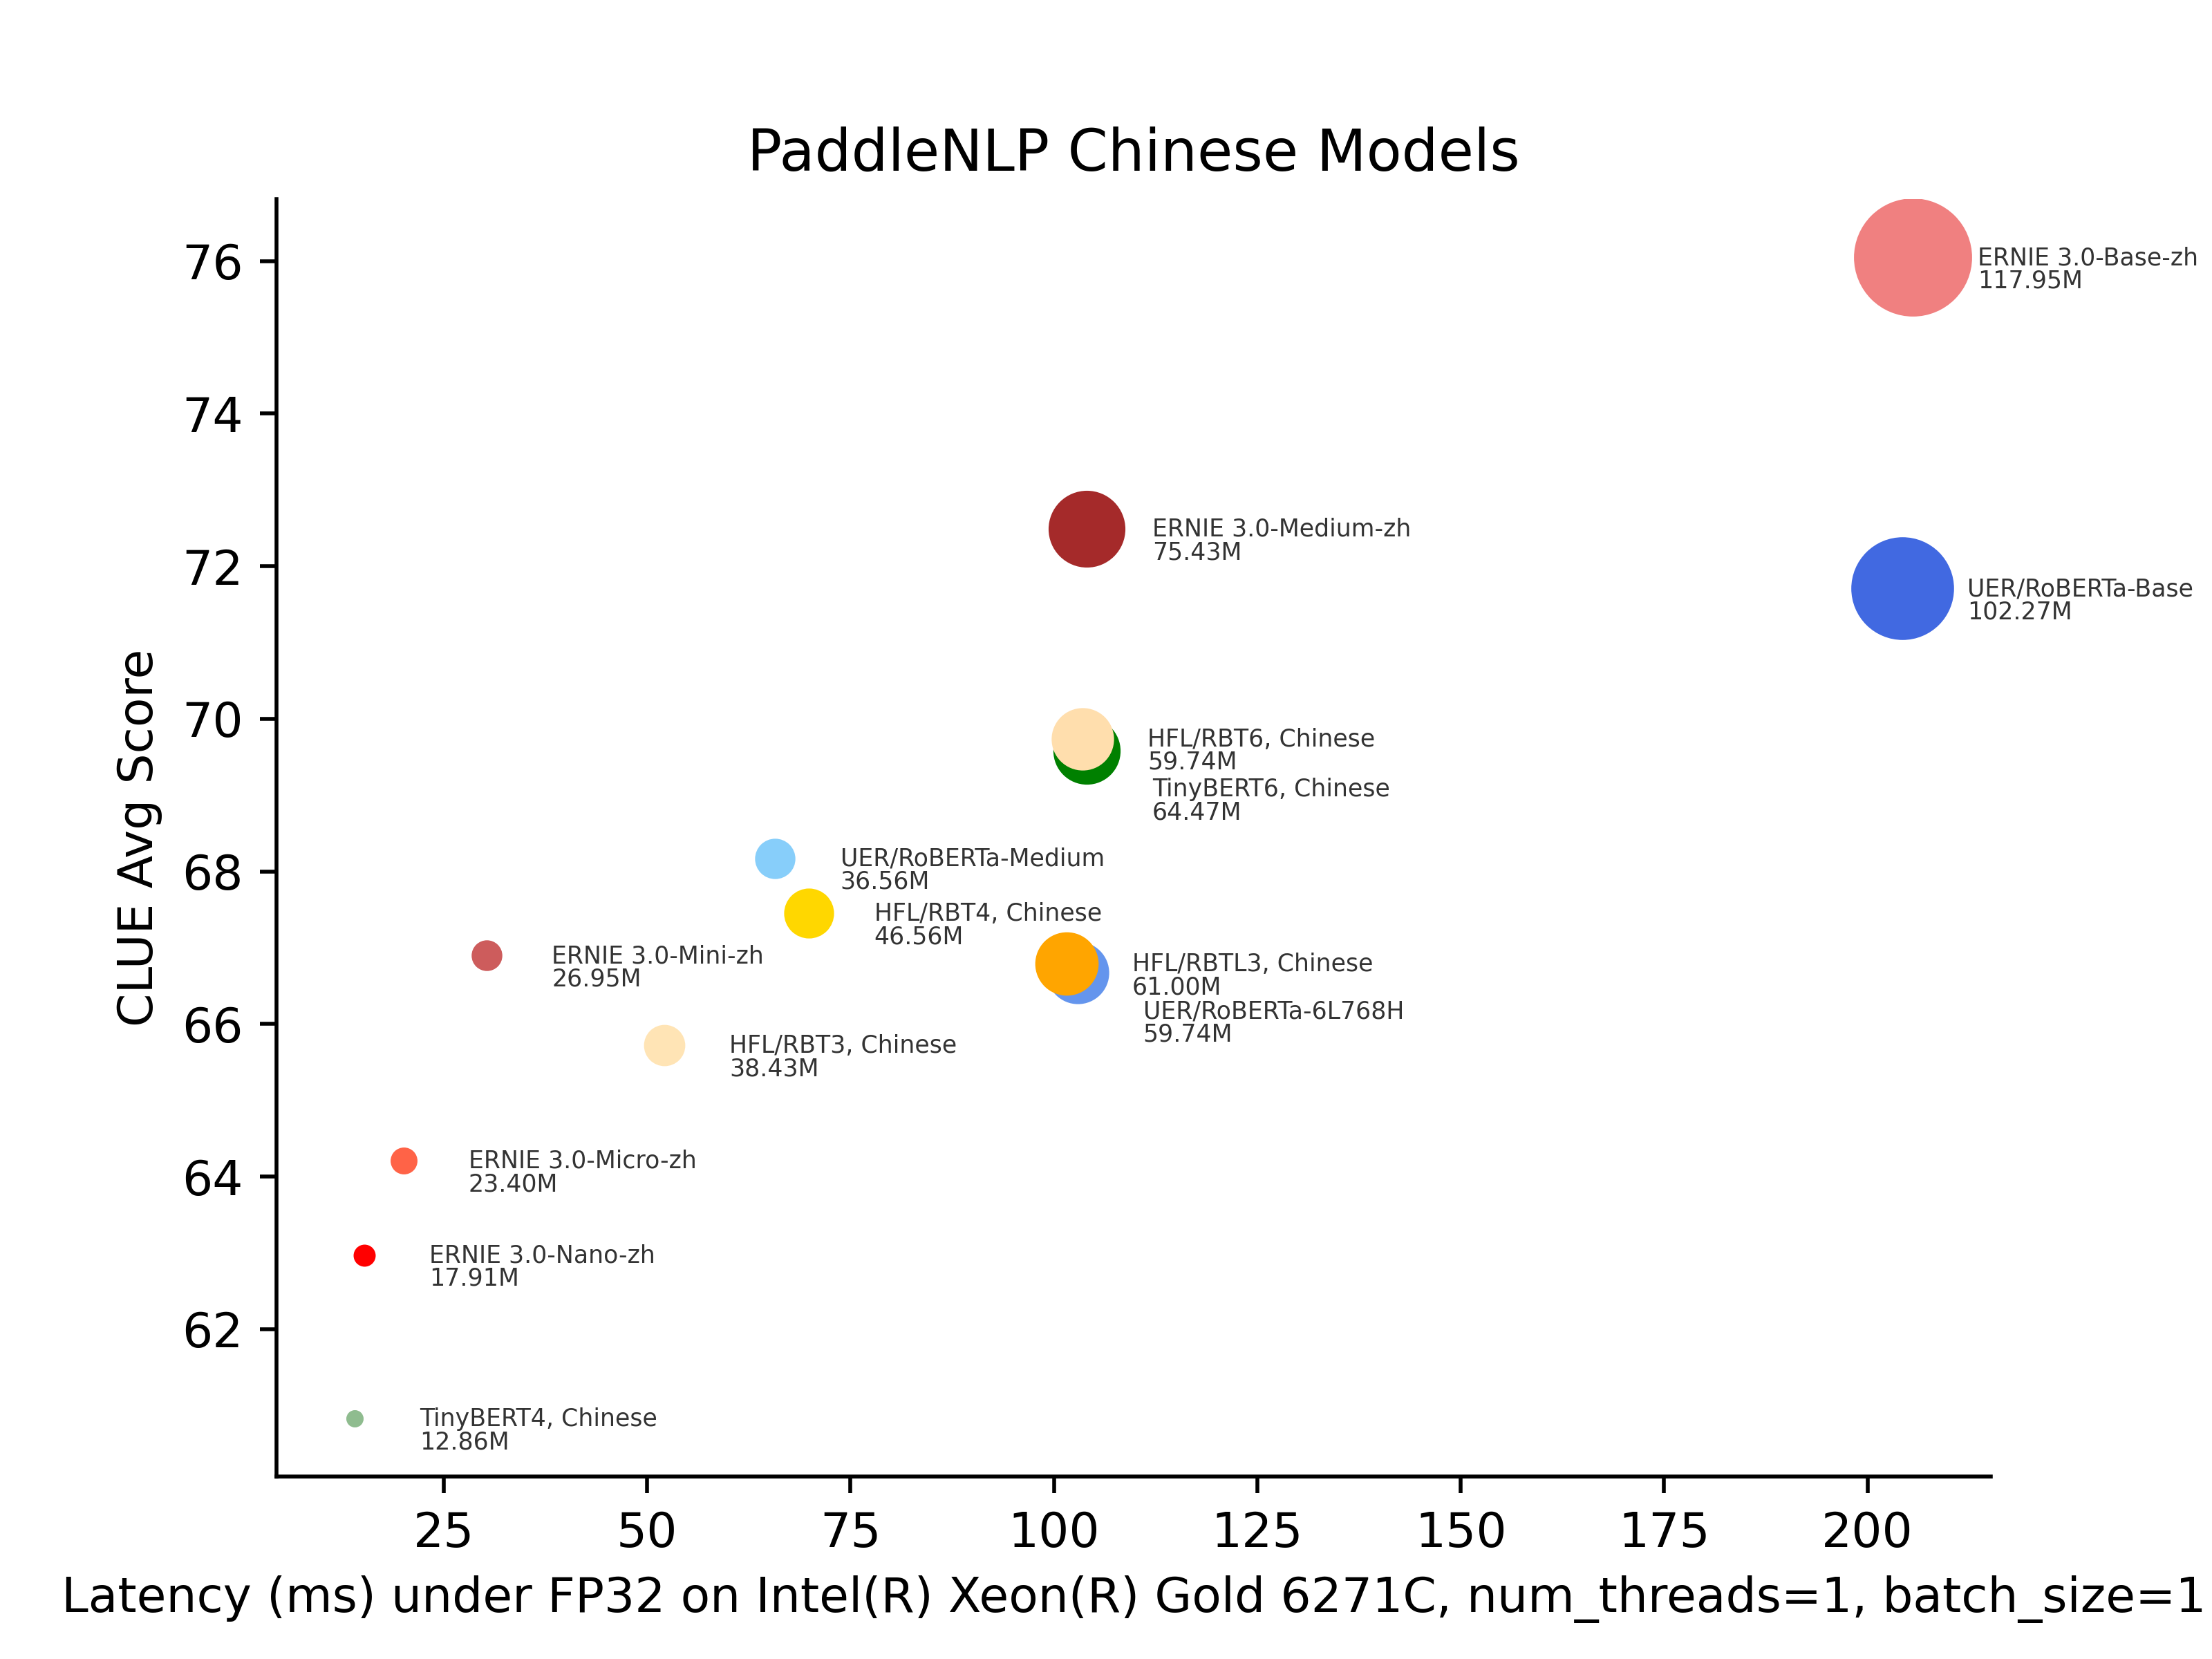 PaddleNLP Chinese Models
76
74
72
70
68
66
64
62
CLUE Avg Score
ERNIE 3.0-Base-zh
117.95M
ERNIE 3.0-Medium-zh
75.43M
UER/RoBERTa-Base
102.27M
HFL/RBT6, Chinese
59.74M
TinyBERT6, Chinese
64.47M
UER/RoBERTa-Medium
36.56M
HFL/RBT4, Chinese
46.56M
ERNIE 3.0-Mini-zh
26.95M
HFL/RBTL3, Chinese
61.00M
UER/RoBERTa-6L768H
59.74M
HFL/RBT3, Chinese
38.43M
ERNIE 3.0-Micro-zh
23.40M
ERNIE 3.0-Nano-zh
17.91M
TinyBERT4, Chinese
12.86M
25 50 75 100 125 150 175 200
Latency (ms) under FP32 on Intel(R) Xeon(R) Gold 6271C, num_threads=1, batch_size=1